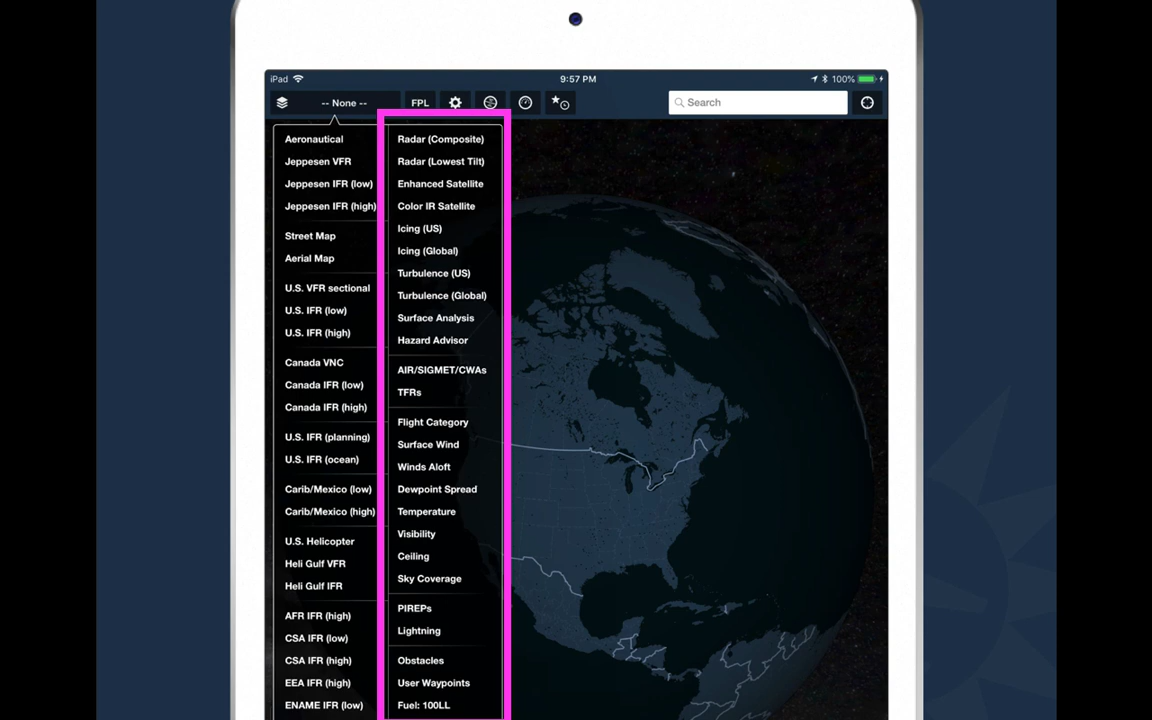 iPad
9:57 PM
100%
-- None --
FPL
Search
Aeronautical
Jeppesen VFR
Jeppesen IFR (low)
Jeppesen IFR (high)
Street Map
Aerial Map
U.S. VFR sectional
U.S. IFR (low)
U.S. IFR (high)
Canada VNC
Canada IFR (low)
Canada IFR (high)
U.S. IFR (planning)
U.S. IFR (ocean)
Carib/Mexico (low)
Carib/Mexico (high)
U.S. Helicopter
Heli Gulf VFR
Heli Gulf IFR
AFR IFR (high)
CSA IFR (low)
CSA IFR (high)
EEA IFR (high)
ENAME IFR (low)
Radar (Composite)
Radar (Lowest Tilt)
Enhanced Satellite
Color IR Satellite
Icing (US)
Icing (Global)
Turbulence (US)
Turbulence (Global)
Surface Analysis
Hazard Advisor
AIR/SIGMET/CWAs
TFRs
Flight Category
Surface Wind
Winds Aloft
Dewpoint Spread
Temperature
Visibility
Ceiling
Sky Coverage
PIREPs
Lightning
Obstacles
User Waypoints
Fuel: 100LL